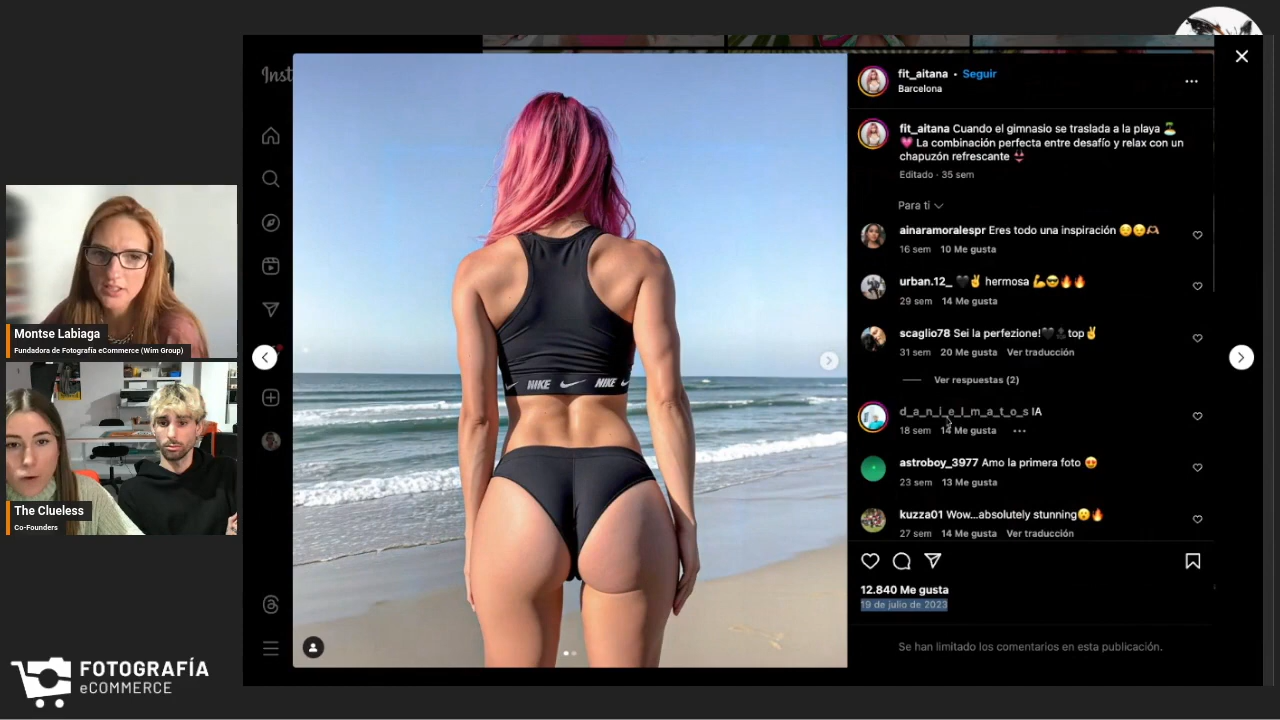 Inst
fit_aitana • Seguir
Barcelona
fit_aitana Cuando el gimnasio se traslada a la playa 🏝️
💗 La combinación perfecta entre desafío y relax con un
chapuzón refrescante 👙
Editado · 35 sem
Para ti
ainaramoralespr Eres todo una inspiración 😏😉🫶🏽
16 sem 10 Me gusta
urban.12_ 🖤✌️ hermosa 💪😎🔥🔥
29 sem 14 Me gusta
scaglio78 Sei la perfezione!🖤 top✌️
31 sem 20 Me gusta Ver traducción
Ver respuestas (2)
d_a_n_i_e_l_m_a_t_o_s IA
18 sem 14 Me gusta
astroboy_3977 Amo la primera foto 😍
23 sem 13 Me gusta
kuzza01 Wow...absolutely stunning😮🔥
27 sem 14 Me gusta Ver traducción
12.840 Me gusta
19 de julio de 2023
Se han limitado los comentarios en esta publicación.
NIKE NIKE
Montse Labiaga
Fundadora de Fotografía eCommerce (Wim Group)
The Clueless
Co-Founders
FOTOGRAFÍA
eCOMMERCE